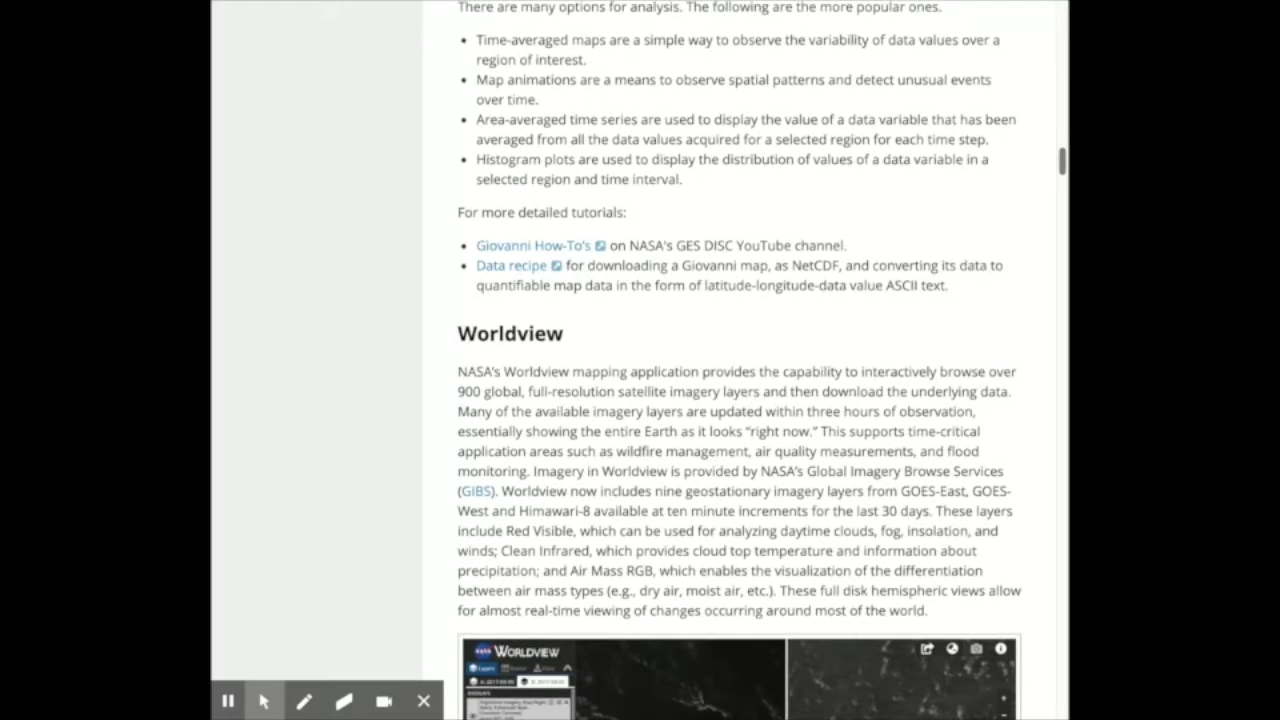 There are many options for analysis. The following are the more popular ones.
• Time-averaged maps are a simple way to observe the variability of data values over a
region of interest.
• Map animations are a means to observe spatial patterns and detect unusual events
over time.
• Area-averaged time series are used to display the value of a data variable that has been
averaged from all the data values acquired for a selected region for each time step.
• Histogram plots are used to display the distribution of values of a data variable in a
selected region and time interval.
For more detailed tutorials:
• Giovanni How-To's on NASA's GES DISC YouTube channel.
• Data recipe for downloading a Giovanni map, as NetCDF, and converting its data to
quantifiable map data in the form of latitude-longitude-data value ASCII text.
Worldview
NASA's Worldview mapping application provides the capability to interactively browse over
900 global, full-resolution satellite imagery layers and then download the underlying data.
Many of the available imagery layers are updated within three hours of observation,
essentially showing the entire Earth as it looks “right now.” This supports time-critical
application areas such as wildfire management, air quality measurements, and flood
monitoring. Imagery in Worldview is provided by NASA's Global Imagery Browse Services
(GIBS). Worldview now includes nine geostationary imagery layers from GOES-East, GOES-
West and Himawari-8 available at ten minute increments for the last 30 days. These layers
include Red Visible, which can be used for analyzing daytime clouds, fog, insolation, and
winds; Clean Infrared, which provides cloud top temperature and information about
precipitation; and Air Mass RGB, which enables the visualization of the differentiation
between air mass types (e.g., dry air, moist air, etc.). These full disk hemispheric views allow
for almost real-time viewing of changes occurring around most of the world.
NASA WORLDVIEW
Layers